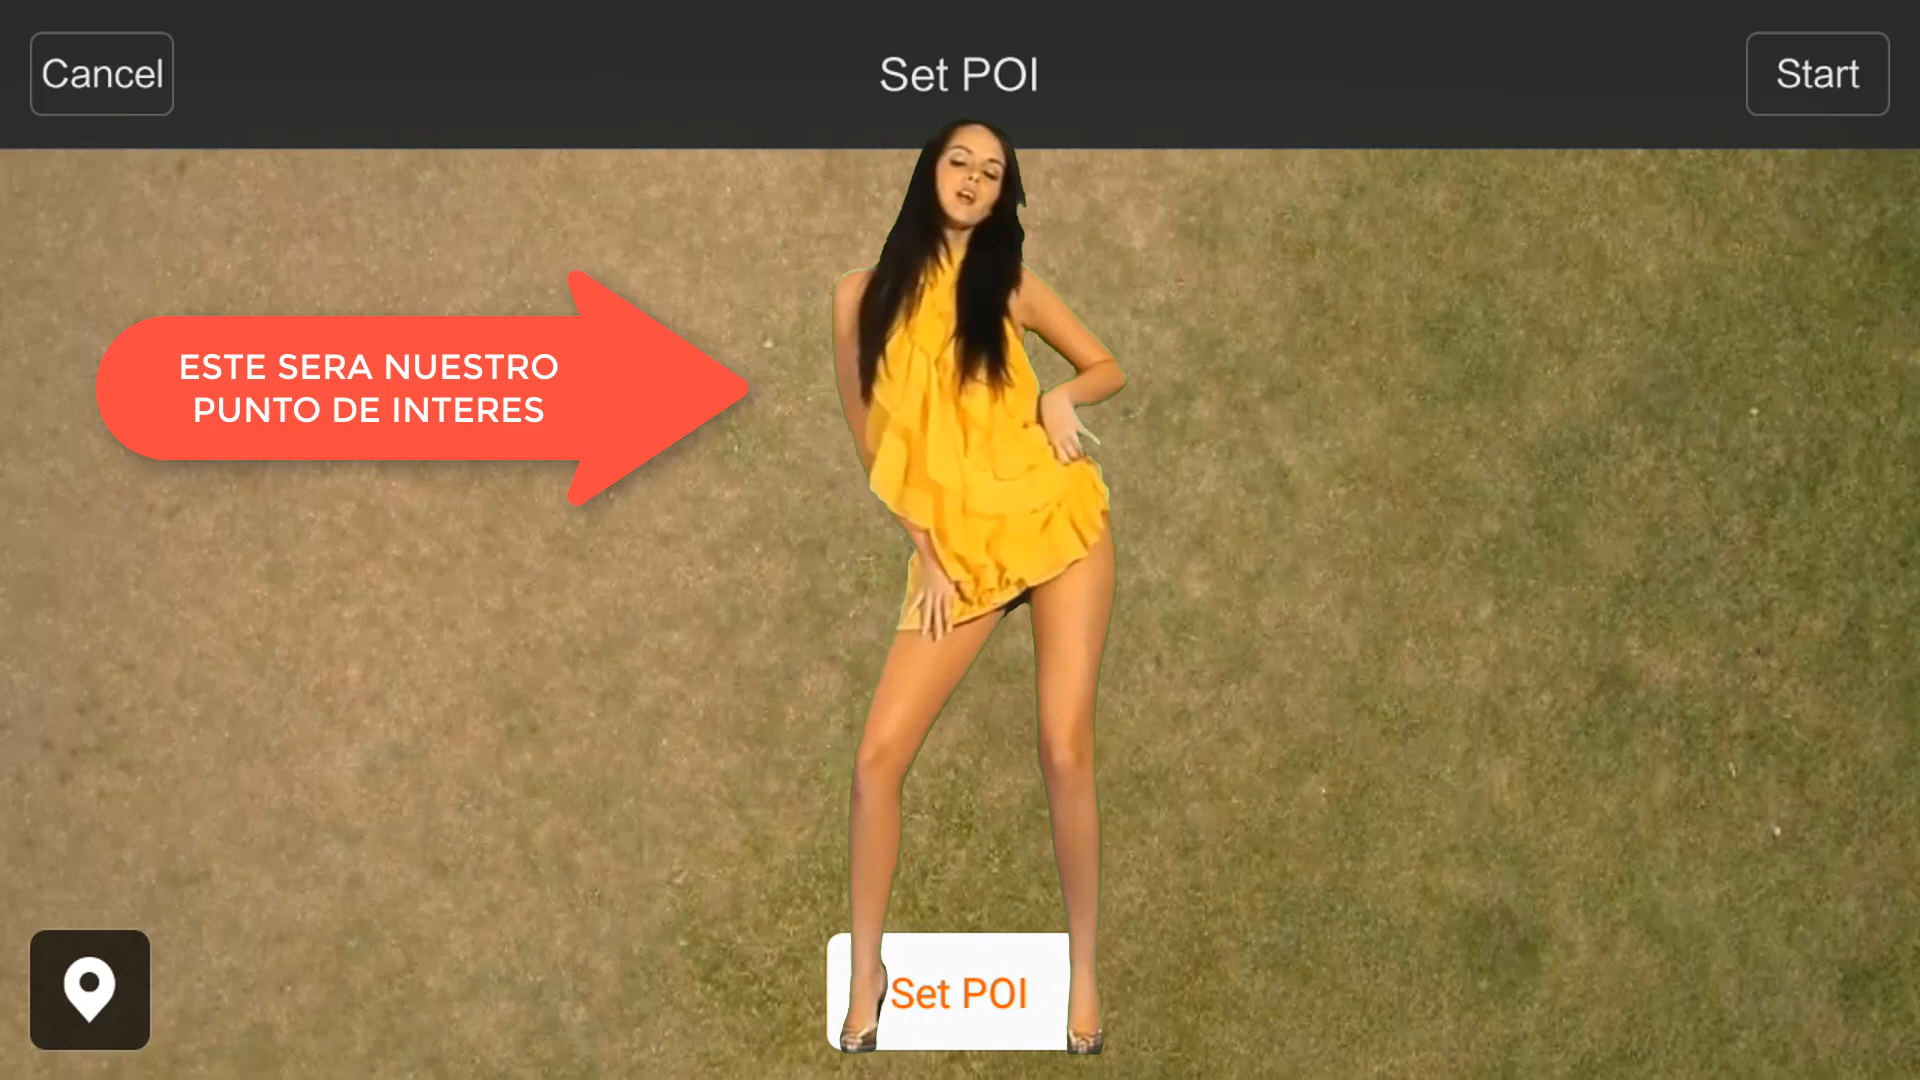 Cancel
Set POI
Start
ESTE SERA NUESTRO
PUNTO DE INTERES
Set POI